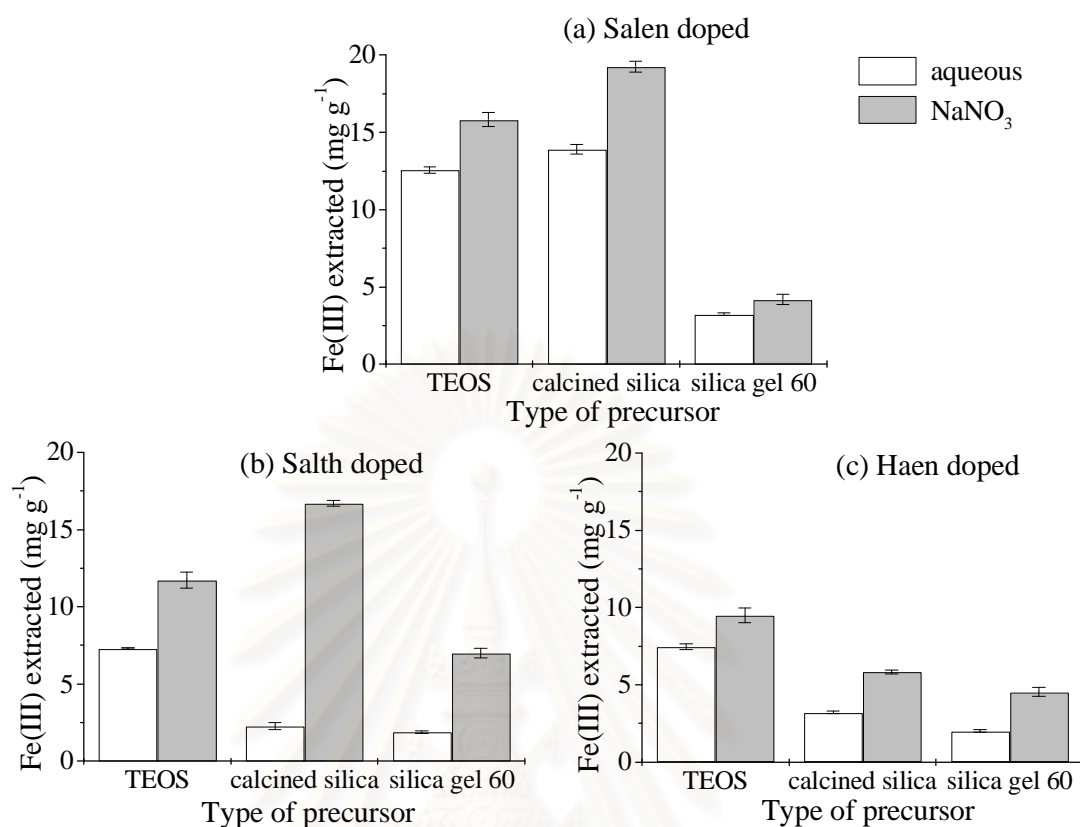 (a) Salen doped
aqueous
NaNO₃
Fe(III) extracted (mg g⁻¹)
20
15
10
5
0
TEOS calcined silica silica gel 60
Type of precursor
(b) Salth doped
Fe(III) extracted (mg g⁻¹)
20
15
10
5
0
TEOS calcined silica silica gel 60
Type of precursor
(c) Haen doped
Fe(III) extracted (mg g⁻¹)
20
15
10
5
0
TEOS calcined silica silica gel 60
Type of precursor